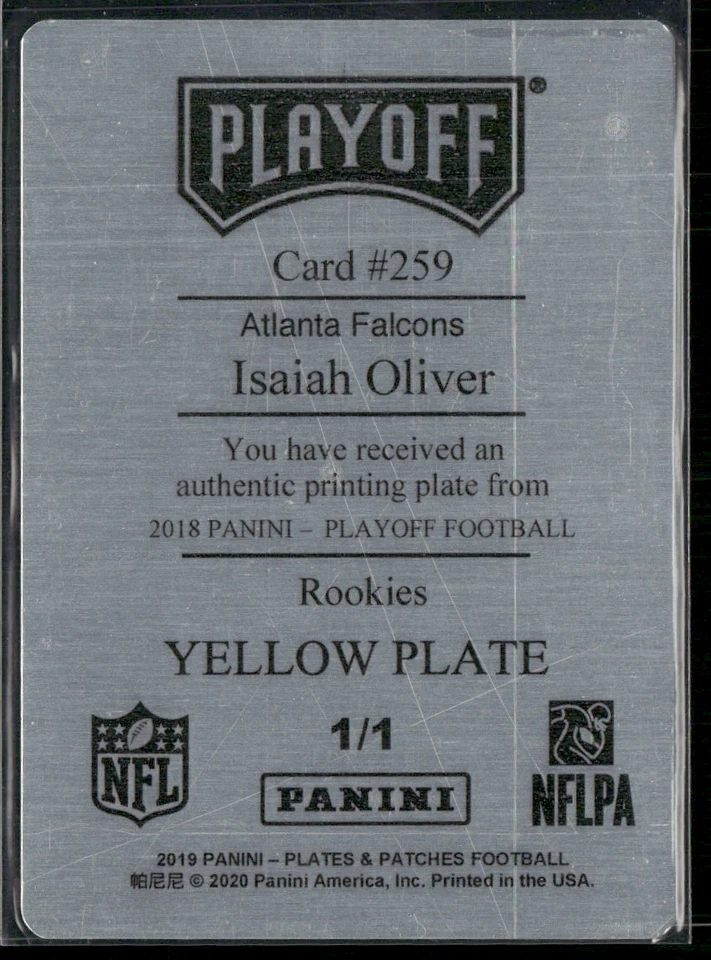 PLAYOFF®
Card #259
Atlanta Falcons
Isaiah Oliver
You have received an
authentic printing plate from
2018 PANINI – PLAYOFF FOOTBALL
Rookies
YELLOW PLATE
1/1
NFL
PANINI
NFLPA
2019 PANINI – PLATES & PATCHES FOOTBALL
帕尼尼 © 2020 Panini America, Inc. Printed in the USA.